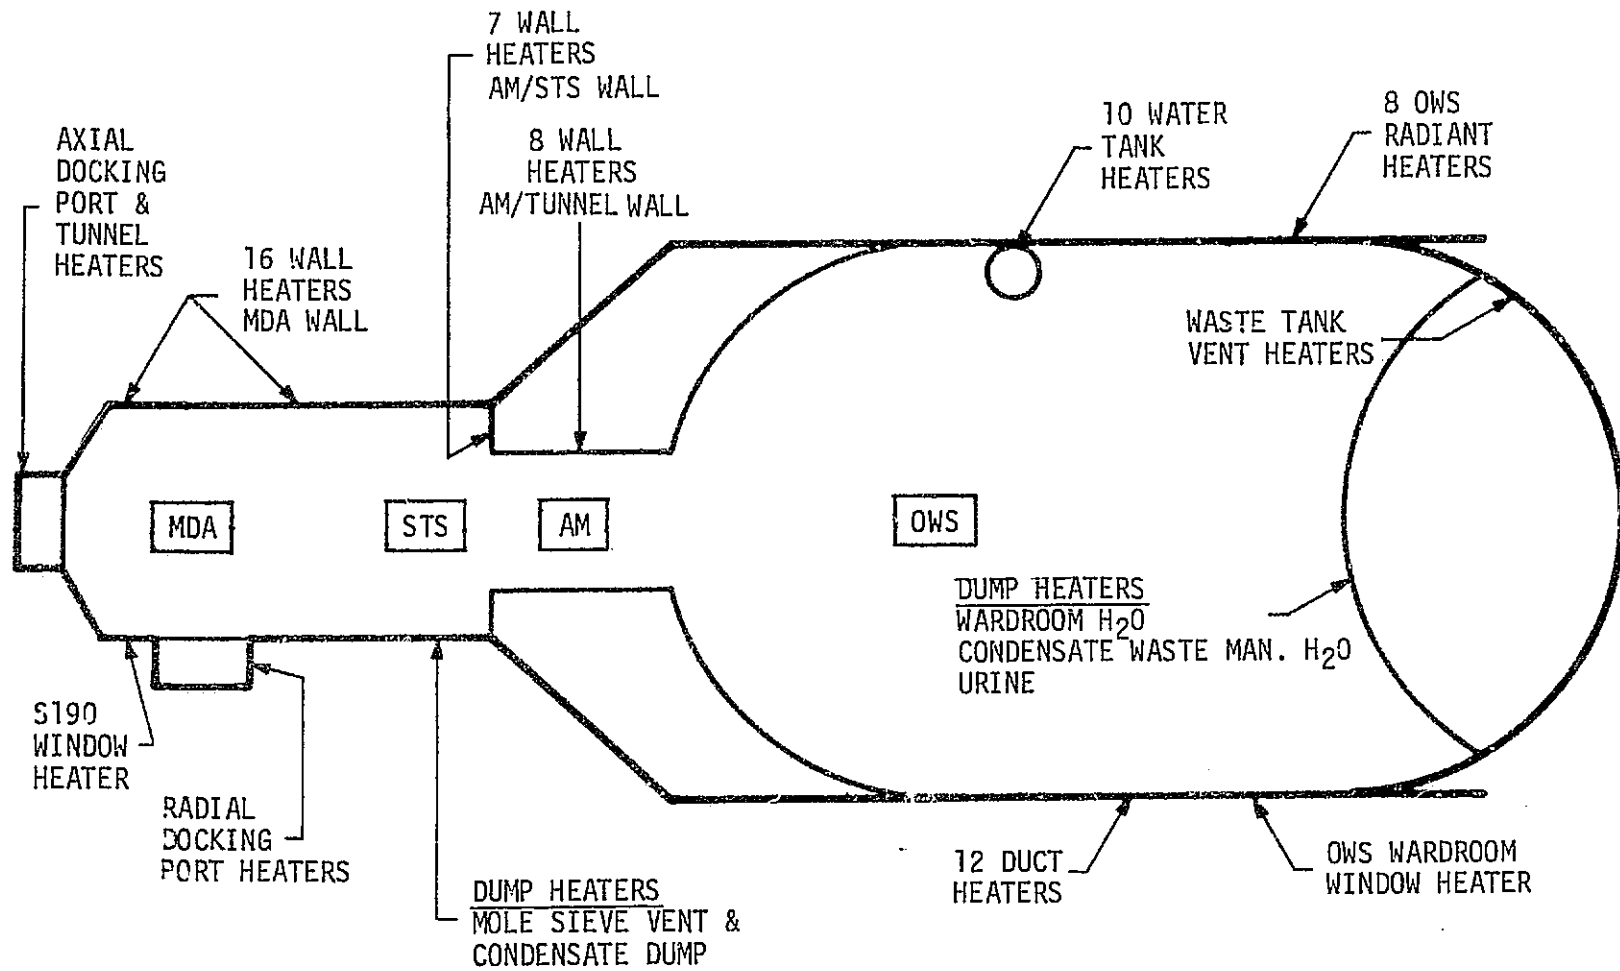 7 WALL
HEATERS
AM/STS WALL
8 WALL
HEATERS
AM/TUNNEL WALL
10 WATER
TANK
HEATERS
8 OWS
RADIANT
HEATERS
AXIAL
DOCKING
PORT &
TUNNEL
HEATERS
16 WALL
HEATERS
MDA WALL
WASTE TANK
VENT HEATERS
MDA
STS
AM
OWS
DUMP HEATERS
WARDROOM H₂O
CONDENSATE WASTE MAN. H₂O
URINE
S190
WINDOW
HEATER
RADIAL
DOCKING
PORT HEATERS
DUMP HEATERS
MOLE SIEVE VENT &
CONDENSATE DUMP
12 DUCT
HEATERS
OWS WARDROOM
WINDOW HEATER